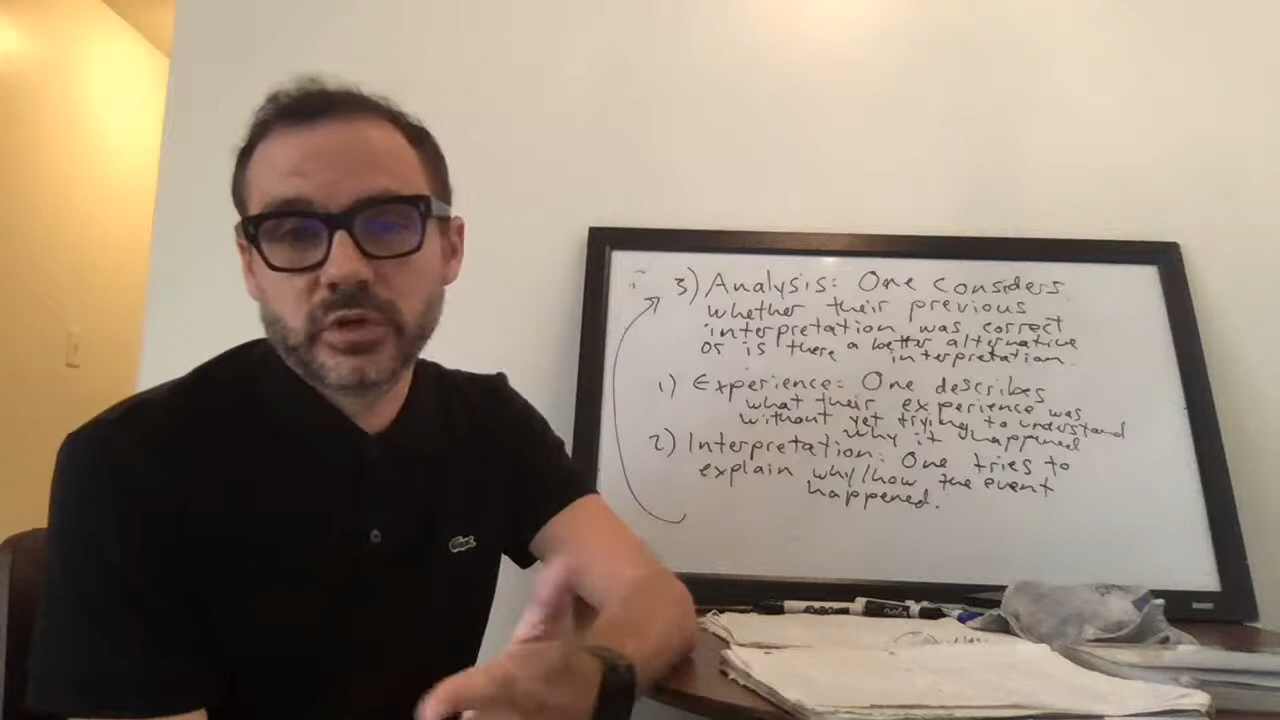 3) Analysis: One considers
whether their previous
interpretation was correct
or is there a better alternative
interpretation.
1) Experience: One describes
what their experience was
without yet trying to understand
why it happened
2) Interpretation: One tries to
explain why/how the event
happened.